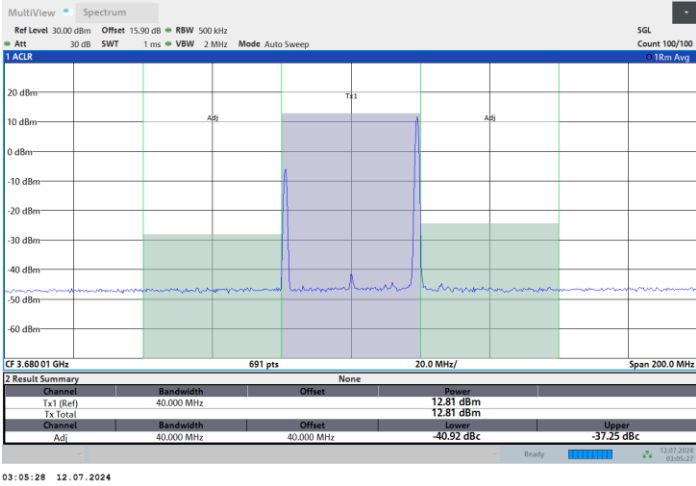 MultiView Spectrum
Ref Level 30.00 dBm Offset 15.90 dB RBW 500 kHz SGL
Att 30 dB SWT 1 ms VBW 2 MHz Mode Auto Sweep Count 100/100
1 ACLR 1Rm Avg
20 dBm
Tx1
10 dBm
Adj Adj
0 dBm
-10 dBm
-20 dBm
-30 dBm
-40 dBm
-50 dBm
-60 dBm
CF 3.680 01 GHz 691 pts 20.0 MHz/ Span 200.0 MHz
2 Result Summary None
Channel Bandwidth Offset Power
Tx1 (Ref) 40.000 MHz 12.81 dBm
Tx Total 12.81 dBm
Channel Bandwidth Offset Lower Upper
Adj 40.000 MHz 40.000 MHz -40.92 dBc -37.25 dBc
Ready 12.07.2024
03:05:27
03:05:28 12.07.2024